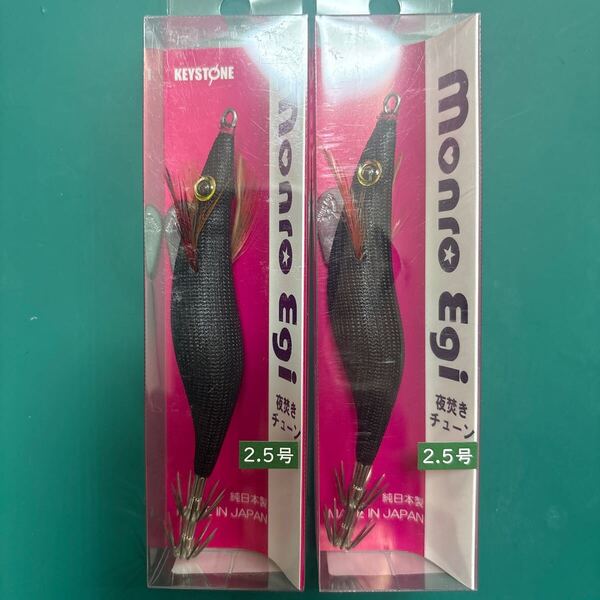 KEYSTONE
monro Egi
夜焚き
チューン
2.5号
純日本製
MADE IN JAPAN
monro Egi
夜焚き
チューン
2.5号
純日本製
MADE IN JAPAN